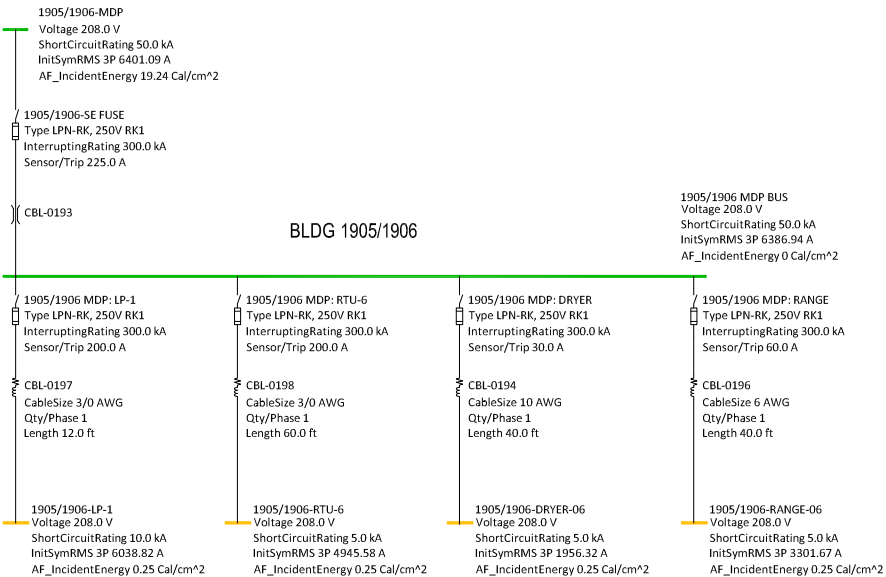 1905/1906-MDP
Voltage 208.0 V
ShortCircuitRating 50.0 kA
InitSymRMS 3P 6401.09 A
AF_IncidentEnergy 19.24 Cal/cm^2
1905/1906-SE FUSE
Type LPN-RK, 250V RK1
InterruptingRating 300.0 kA
Sensor/Trip 225.0 A
CBL-0193
BLDG 1905/1906
1905/1906 MDP BUS
Voltage 208.0 V
ShortCircuitRating 50.0 kA
InitSymRMS 3P 6386.94 A
AF_IncidentEnergy 0 Cal/cm^2
1905/1906 MDP: LP-1
Type LPN-RK, 250V RK1
InterruptingRating 300.0 kA
Sensor/Trip 200.0 A
1905/1906 MDP: RTU-6
Type LPN-RK, 250V RK1
InterruptingRating 300.0 kA
Sensor/Trip 200.0 A
1905/1906 MDP: DRYER
Type LPN-RK, 250V RK1
InterruptingRating 300.0 kA
Sensor/Trip 30.0 A
1905/1906 MDP: RANGE
Type LPN-RK, 250V RK1
InterruptingRating 300.0 kA
Sensor/Trip 60.0 A
CBL-0197
CableSize 3/0 AWG
Qty/Phase 1
Length 12.0 ft
CBL-0198
CableSize 3/0 AWG
Qty/Phase 1
Length 60.0 ft
CBL-0194
CableSize 10 AWG
Qty/Phase 1
Length 40.0 ft
CBL-0196
CableSize 6 AWG
Qty/Phase 1
Length 40.0 ft
1905/1906-LP-1
Voltage 208.0 V
ShortCircuitRating 10.0 kA
InitSymRMS 3P 6038.82 A
AF_IncidentEnergy 0.25 Cal/cm^2
1905/1906-RTU-6
Voltage 208.0 V
ShortCircuitRating 5.0 kA
InitSymRMS 3P 4945.58 A
AF_IncidentEnergy 0.25 Cal/cm^2
1905/1906-DRYER-06
Voltage 208.0 V
ShortCircuitRating 5.0 kA
InitSymRMS 3P 1956.32 A
AF_IncidentEnergy 0.25 Cal/cm^2
1905/1906-RANGE-06
Voltage 208.0 V
ShortCircuitRating 5.0 kA
InitSymRMS 3P 3301.67 A
AF_IncidentEnergy 0.25 Cal/cm^2